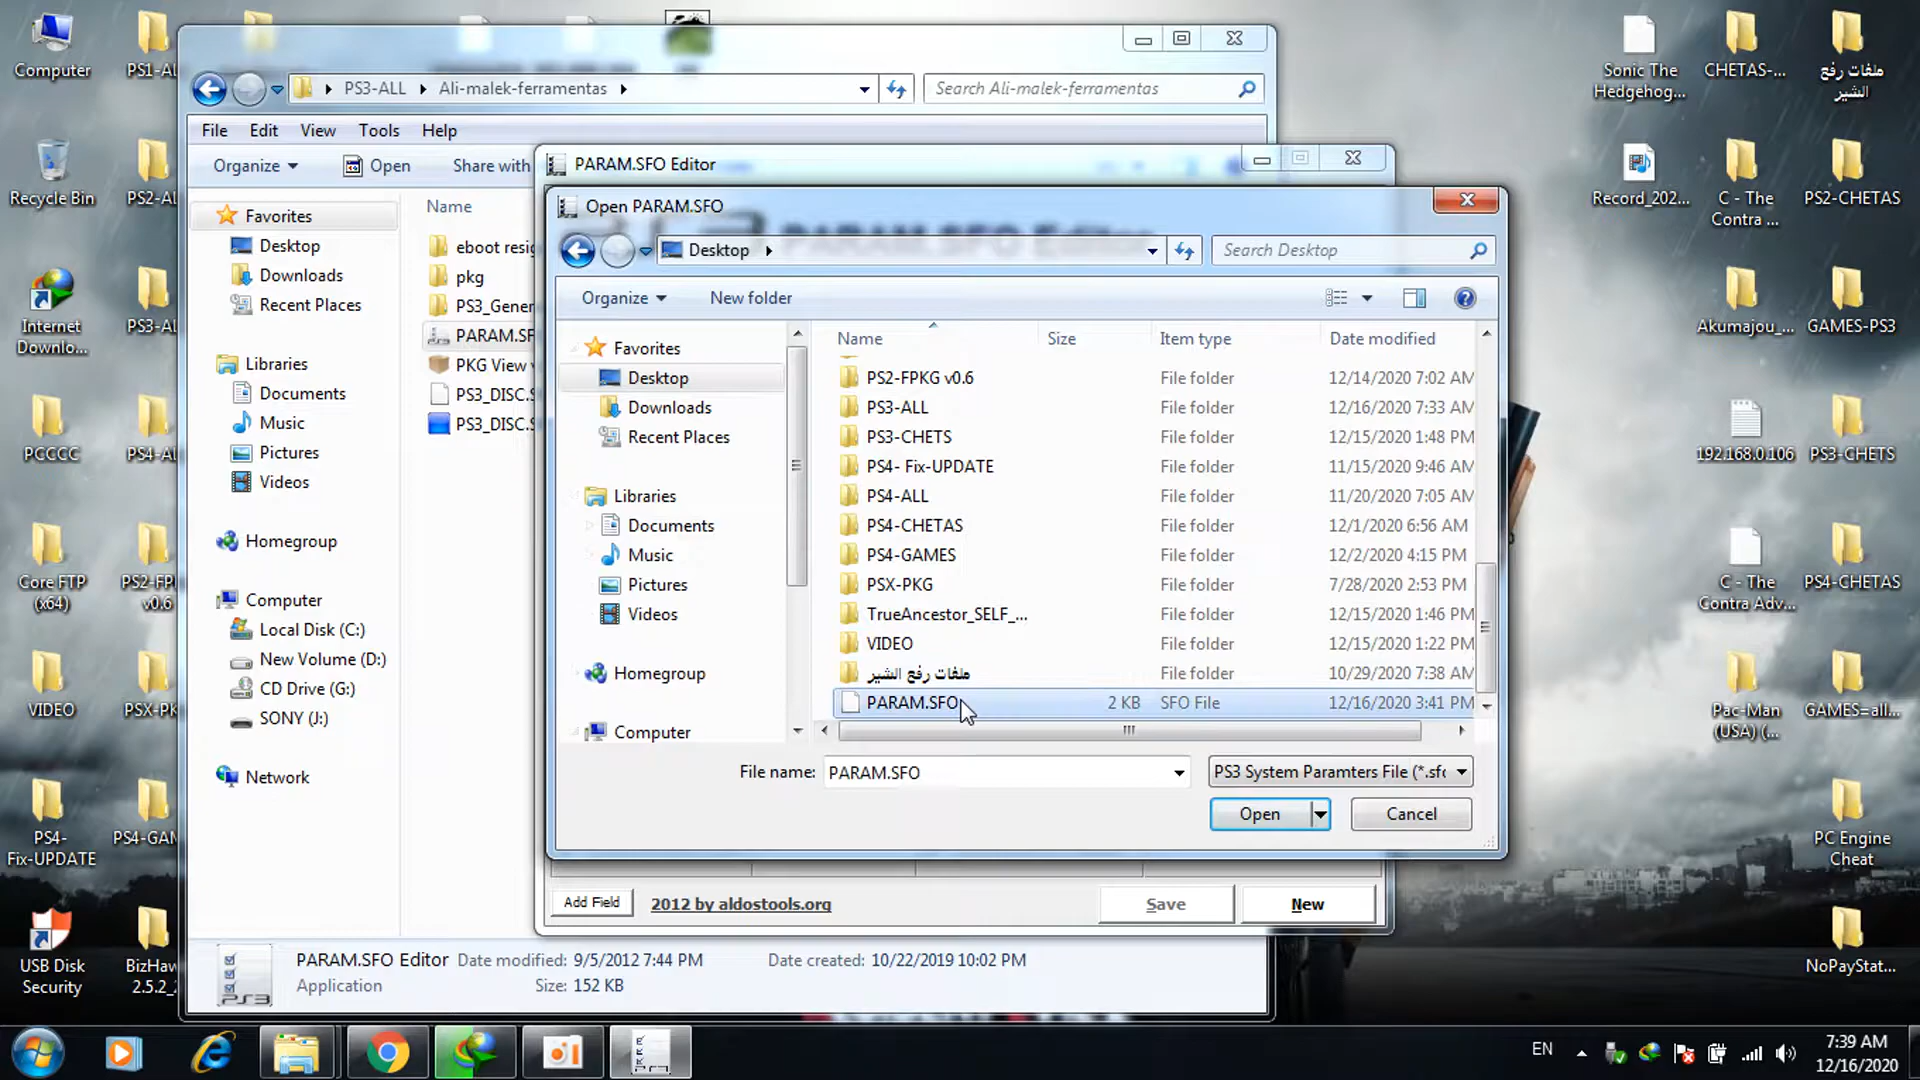 Computer
PS1-AL
Recycle Bin
PS2-AL
Internet
Downlo...
PS3-AL
PCCCC
PS4-AL
Core FTP
(x64)
PS2-FP
v0.6
VIDEO
PSX-PK
PS4-
Fix-UPDATE
PS4-GAM
USB Disk
Security
BizHaw
2.5.2_
PS3-ALL
Ali-malek-ferramentas
Search Ali-malek-ferramentas
File
Edit
View
Tools
Help
Organize
Open
Share with
Favorites
Desktop
Downloads
Recent Places
Libraries
Documents
Music
Pictures
Videos
Homegroup
Computer
Local Disk (C:)
New Volume (D:)
CD Drive (G:)
SONY (J:)
Network
Name
eboot resig
pkg
PS3_Gener
PARAM.SF
PKG View v
PS3_DISC.S
PS3_DISC.S
PARAM.SFO Editor
Open PARAM.SFO
PARAM.SFO Editor
Desktop
Search Desktop
Organize
New folder
Favorites
Desktop
Downloads
Recent Places
Libraries
Documents
Music
Pictures
Videos
Homegroup
Computer
Name Size Item type Date modified
PS2-FPKG v0.6 File folder 12/14/2020 7:02 AM
PS3-ALL File folder 12/16/2020 7:33 AM
PS3-CHETS File folder 12/15/2020 1:48 PM
PS4- Fix-UPDATE File folder 11/15/2020 9:46 AM
PS4-ALL File folder 11/20/2020 7:05 AM
PS4-CHETAS File folder 12/1/2020 6:56 AM
PS4-GAMES File folder 12/2/2020 4:15 PM
PSX-PKG File folder 7/28/2020 2:53 PM
TrueAncestor_SELF_... File folder 12/15/2020 1:46 PM
VIDEO File folder 12/15/2020 1:22 PM
ملفات رفع الشير File folder 10/29/2020 7:38 AM
PARAM.SFO 2 KB SFO File 12/16/2020 3:41 PM
File name: PARAM.SFO
PS3 System Paramters File (*.sfo
Open
Cancel
Add Field
2012 by aldostools.org
Save
New
PARAM.SFO Editor Date modified: 9/5/2012 7:44 PM Date created: 10/22/2019 10:02 PM
Application Size: 152 KB
PS3
Sonic The
Hedgehog...
CHETAS-...
ملفات رفع
الشير
Record_202...
C - The
Contra ...
PS2-CHETAS
Akumajou_...
GAMES-PS3
192.168.0.106
PS3-CHETS
C - The
Contra Adv...
PS4-CHETAS
Pac-Man
(USA) (...
GAMES=all...
PC Engine
Cheat
NoPayStat...
EN
7:39 AM
12/16/2020